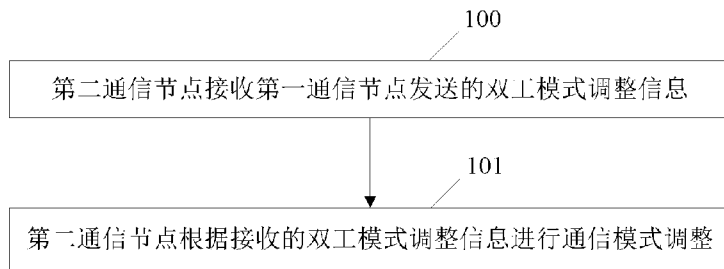 100
第二通信节点接收第一通信节点发送的双工模式调整信息
101
第二通信节点根据接收的双工模式调整信息进行通信模式调整